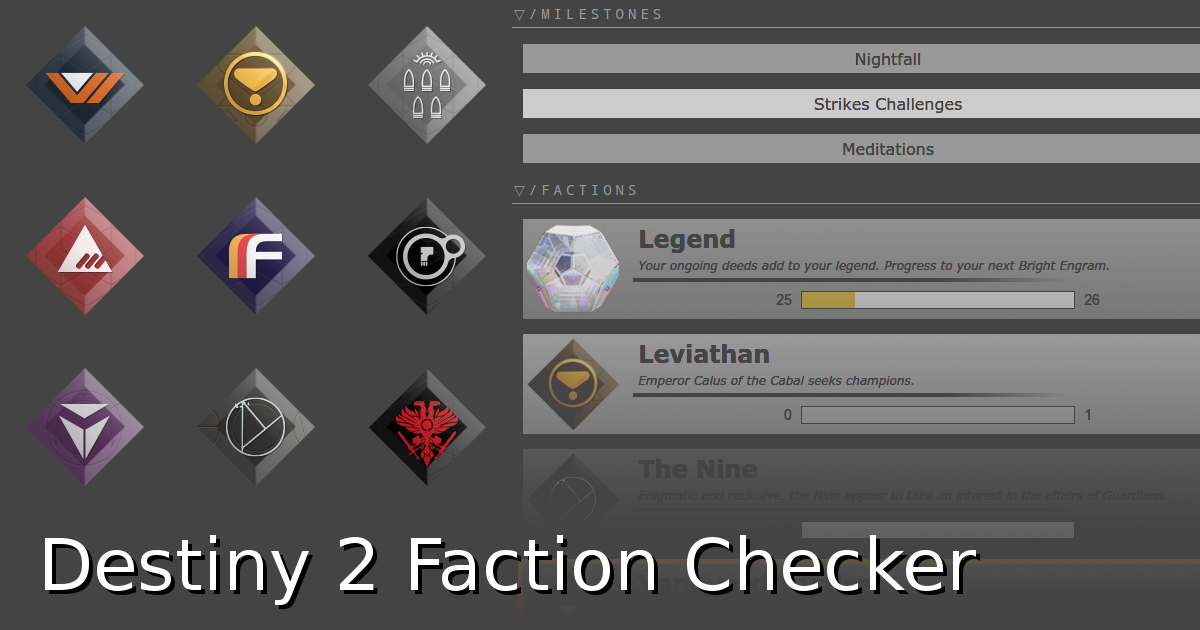 ▽/MILESTONES
Nightfall
Strikes Challenges
Meditations
▽/FACTIONS
Legend
Your ongoing deeds add to your legend. Progress to your next Bright Engram.
25 26
Leviathan
Emperor Calus of the Cabal seeks champions.
0 1
The Nine
Enigmatic and reclusive, the Nine appear to take an interest in the affairs of Guardians.
Destiny 2 Faction Checker